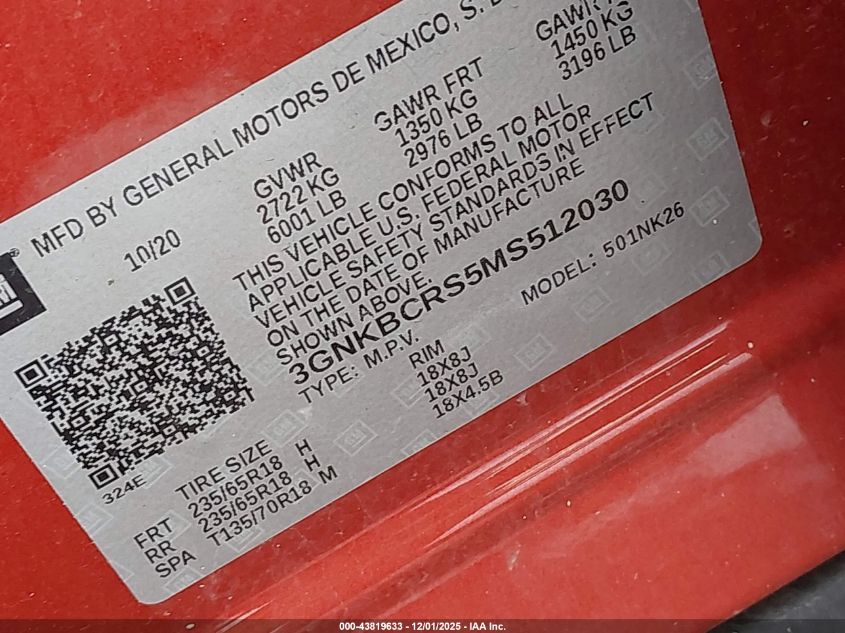 MFD BY GENERAL MOTORS DE MEXICO, S.
10/20
GVWR
2722 KG
6001 LB
GAWR FRT
1350 KG
2976 LB
GAWR
1450 KG
3196 LB
THIS VEHICLE CONFORMS TO ALL
APPLICABLE U.S. FEDERAL MOTOR
VEHICLE SAFETY STANDARDS IN EFFECT
ON THE DATE OF MANUFACTURE
SHOWN ABOVE.
3GNKBCRS5MS512030
TYPE: M.P.V. MODEL: 501NK26
324E
TIRE SIZE RIM
FRT 235/65R18 H 18X8J
RR 235/65R18 H 18X8J
SPA T135/70R18 M 18X4.5B
000-43819633 - 12/01/2025 - IAA Inc.